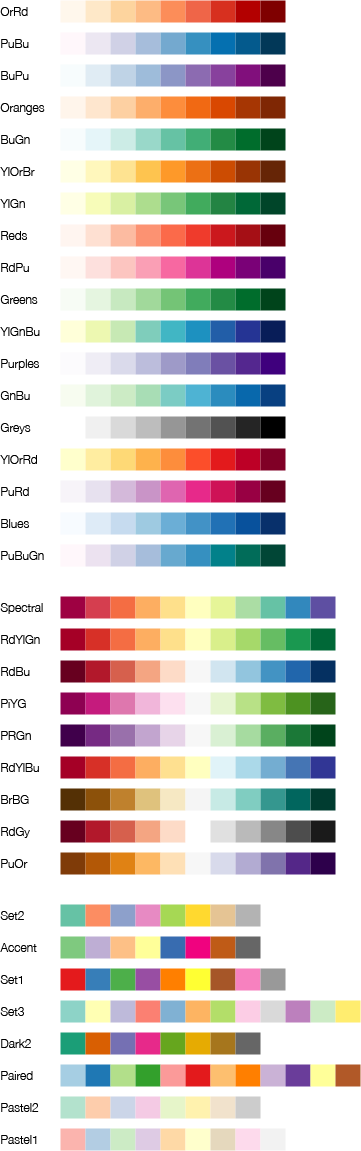 OrRd
PuBu
BuPu
Oranges
BuGn
YlOrBr
YlGn
Reds
RdPu
Greens
YlGnBu
Purples
GnBu
Greys
YlOrRd
PuRd
Blues
PuBuGn
Spectral
RdYlGn
RdBu
PiYG
PRGn
RdYlBu
BrBG
RdGy
PuOr
Set2
Accent
Set1
Set3
Dark2
Paired
Pastel2
Pastel1